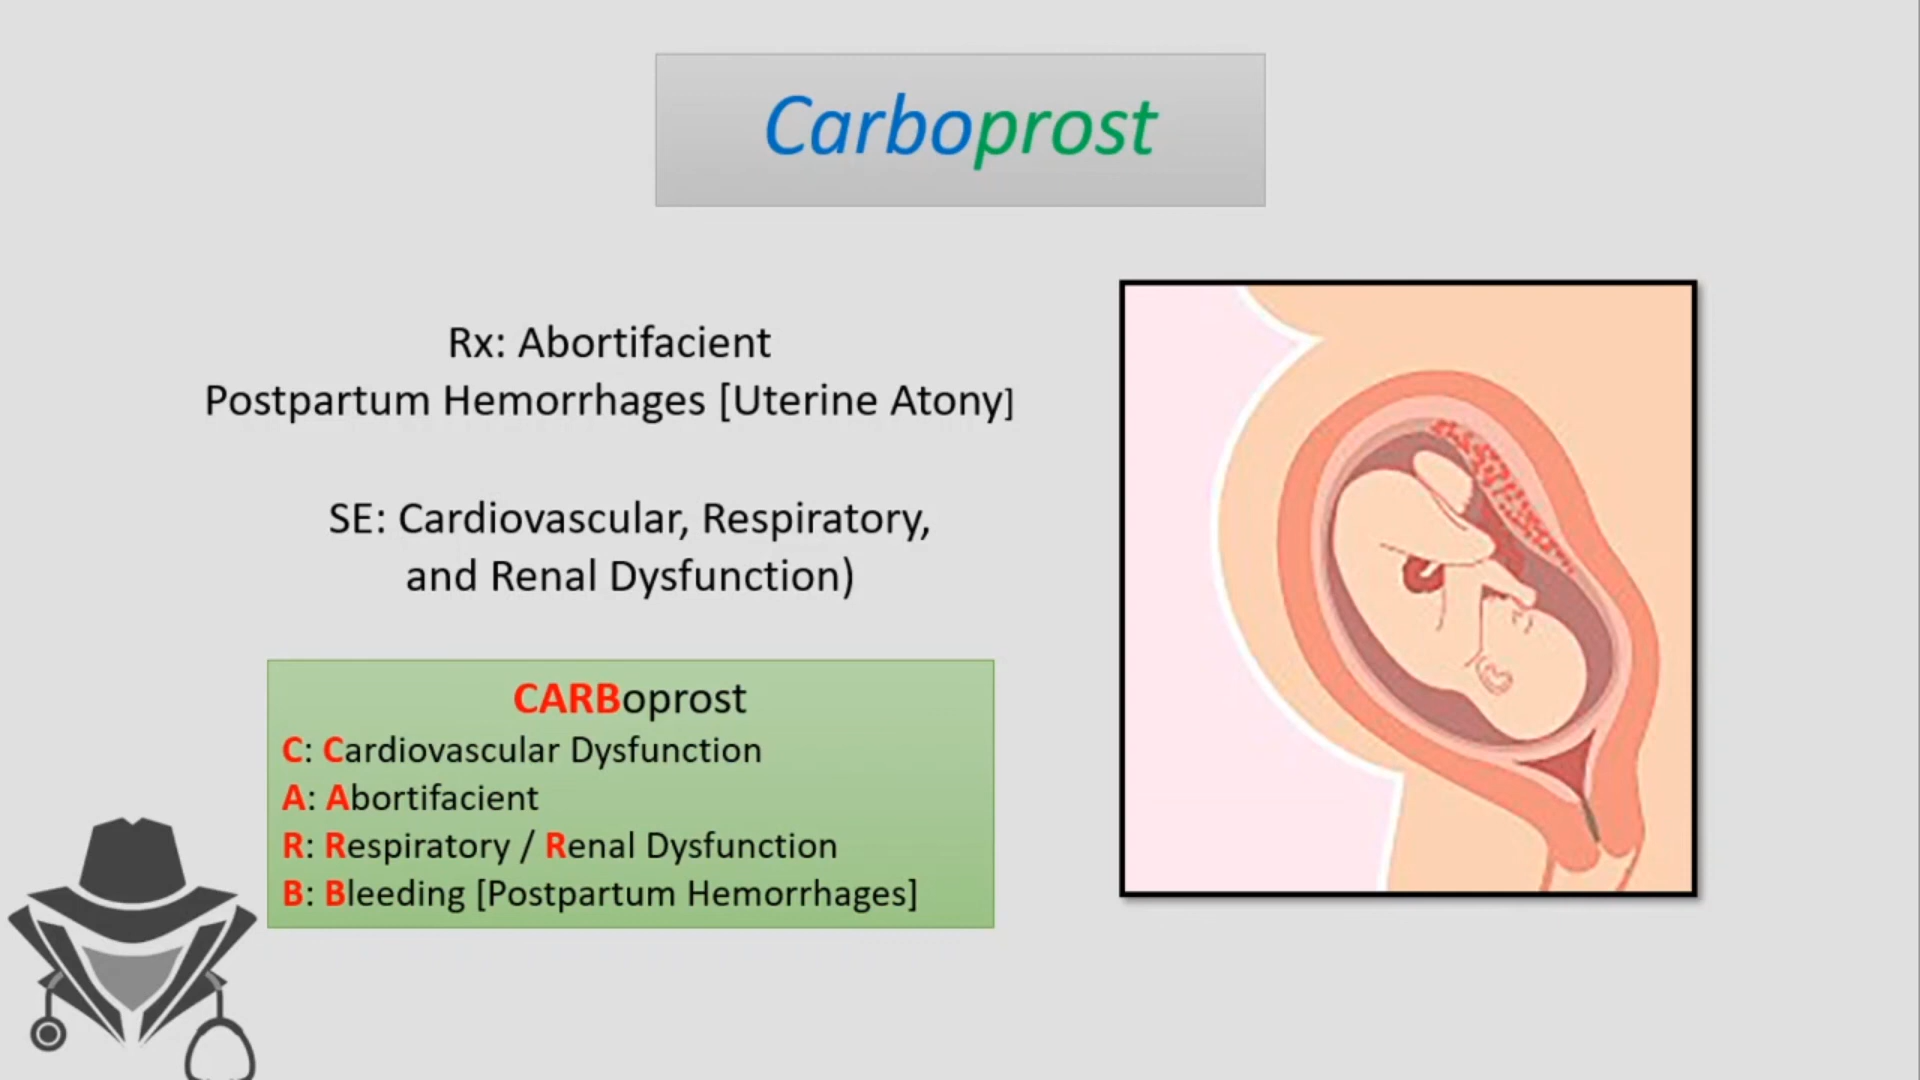 Carboprost
Rx: Abortifacient
Postpartum Hemorrhages [Uterine Atony]
SE: Cardiovascular, Respiratory,
and Renal Dysfunction)
CARBoprost
C: Cardiovascular Dysfunction
A: Abortifacient
R: Respiratory / Renal Dysfunction
B: Bleeding [Postpartum Hemorrhages]